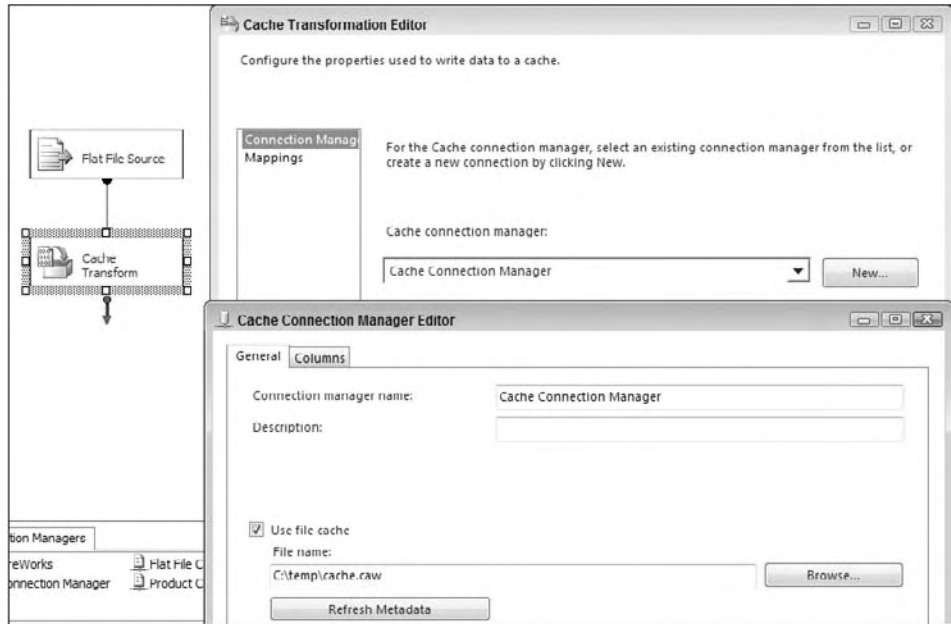 Cache Transformation Editor
Configure the properties used to write data to a cache.
Connection Manag
Mappings
For the Cache connection manager, select an existing connection manager from the list, or
create a new connection by clicking New.
Cache connection manager:
Cache Connection Manager
New...
Flat File Source
Cache
Transform
Cache Connection Manager Editor
General
Columns
Connection manager name:
Cache Connection Manager
Description:
Use file cache
File name:
C:\temp\cache.caw
Browse...
Refresh Metadata
tion Managers
reWorks
Flat File C
onnection Manager
Product C